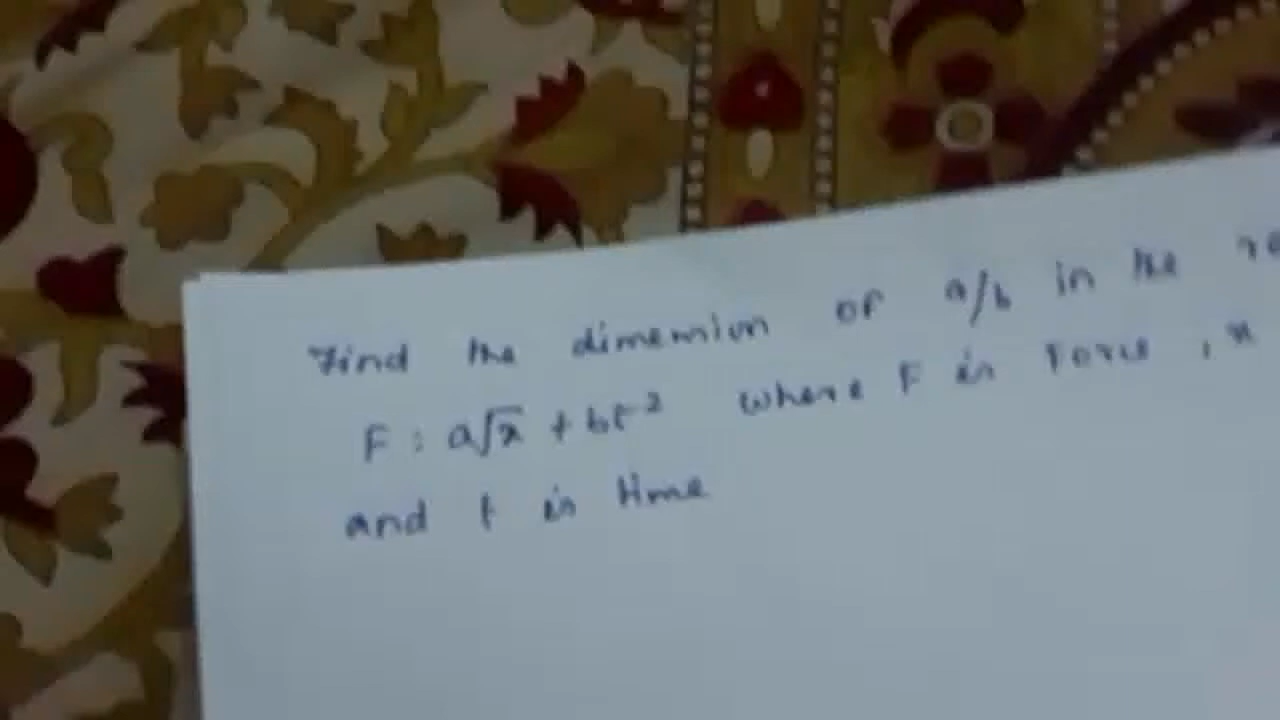 Find the dimension of a/b in the
F : a√x + bt² where F is Force , x
and t is time